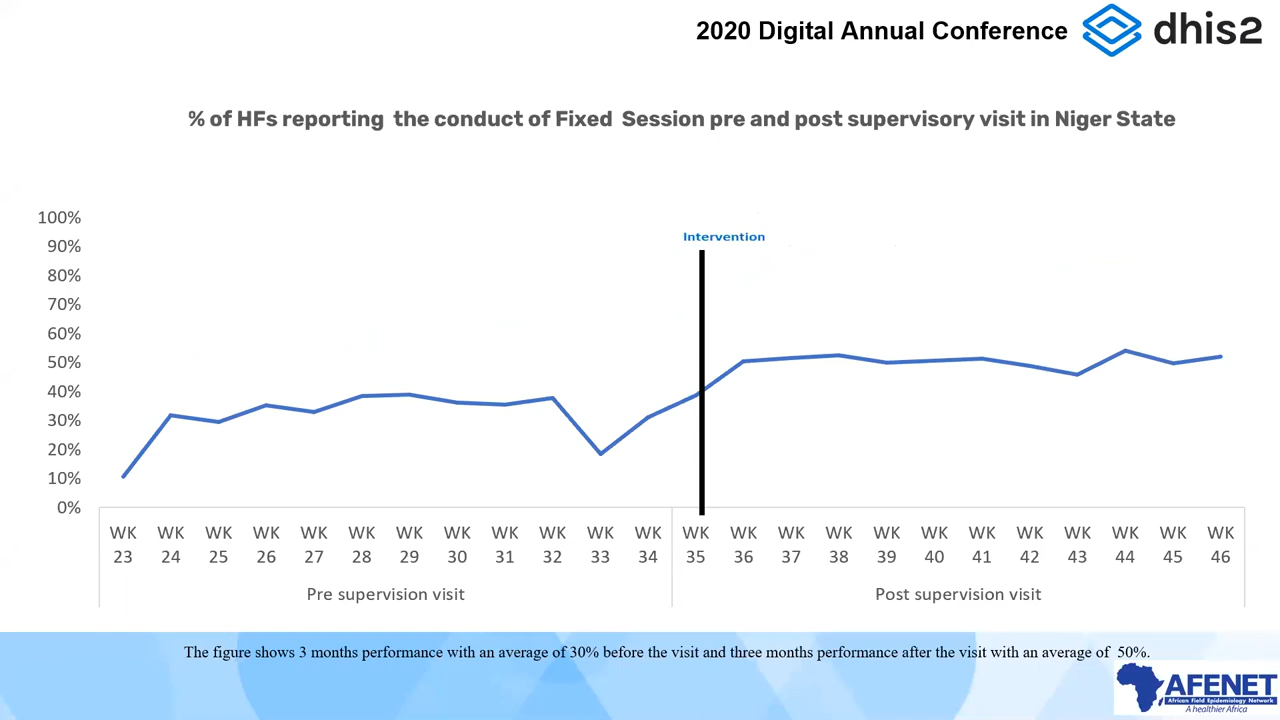 2020 Digital Annual Conference dhis2
% of HFs reporting the conduct of Fixed Session pre and post supervisory visit in Niger State
100%
90%
80%
70%
60%
50%
40%
30%
20%
10%
0%
Intervention
WK WK WK WK WK WK WK WK WK WK WK WK WK WK WK WK WK WK WK WK WK WK WK WK
23 24 25 26 27 28 29 30 31 32 33 34 35 36 37 38 39 40 41 42 43 44 45 46
Pre supervision visit Post supervision visit
The figure shows 3 months performance with an average of 30% before the visit and three months performance after the visit with an average of 50%.
AFENET
African Field Epidemiology Network
A healthier Africa